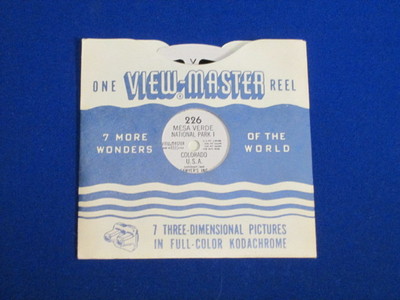 ONE VIEW-MASTER REEL
226
MESA VERDE
NATIONAL PARK I
7 MORE WONDERS
OF THE WORLD
COLORADO
U.S.A.
7 THREE-DIMENSIONAL PICTURES
IN FULL-COLOR KODACHROME